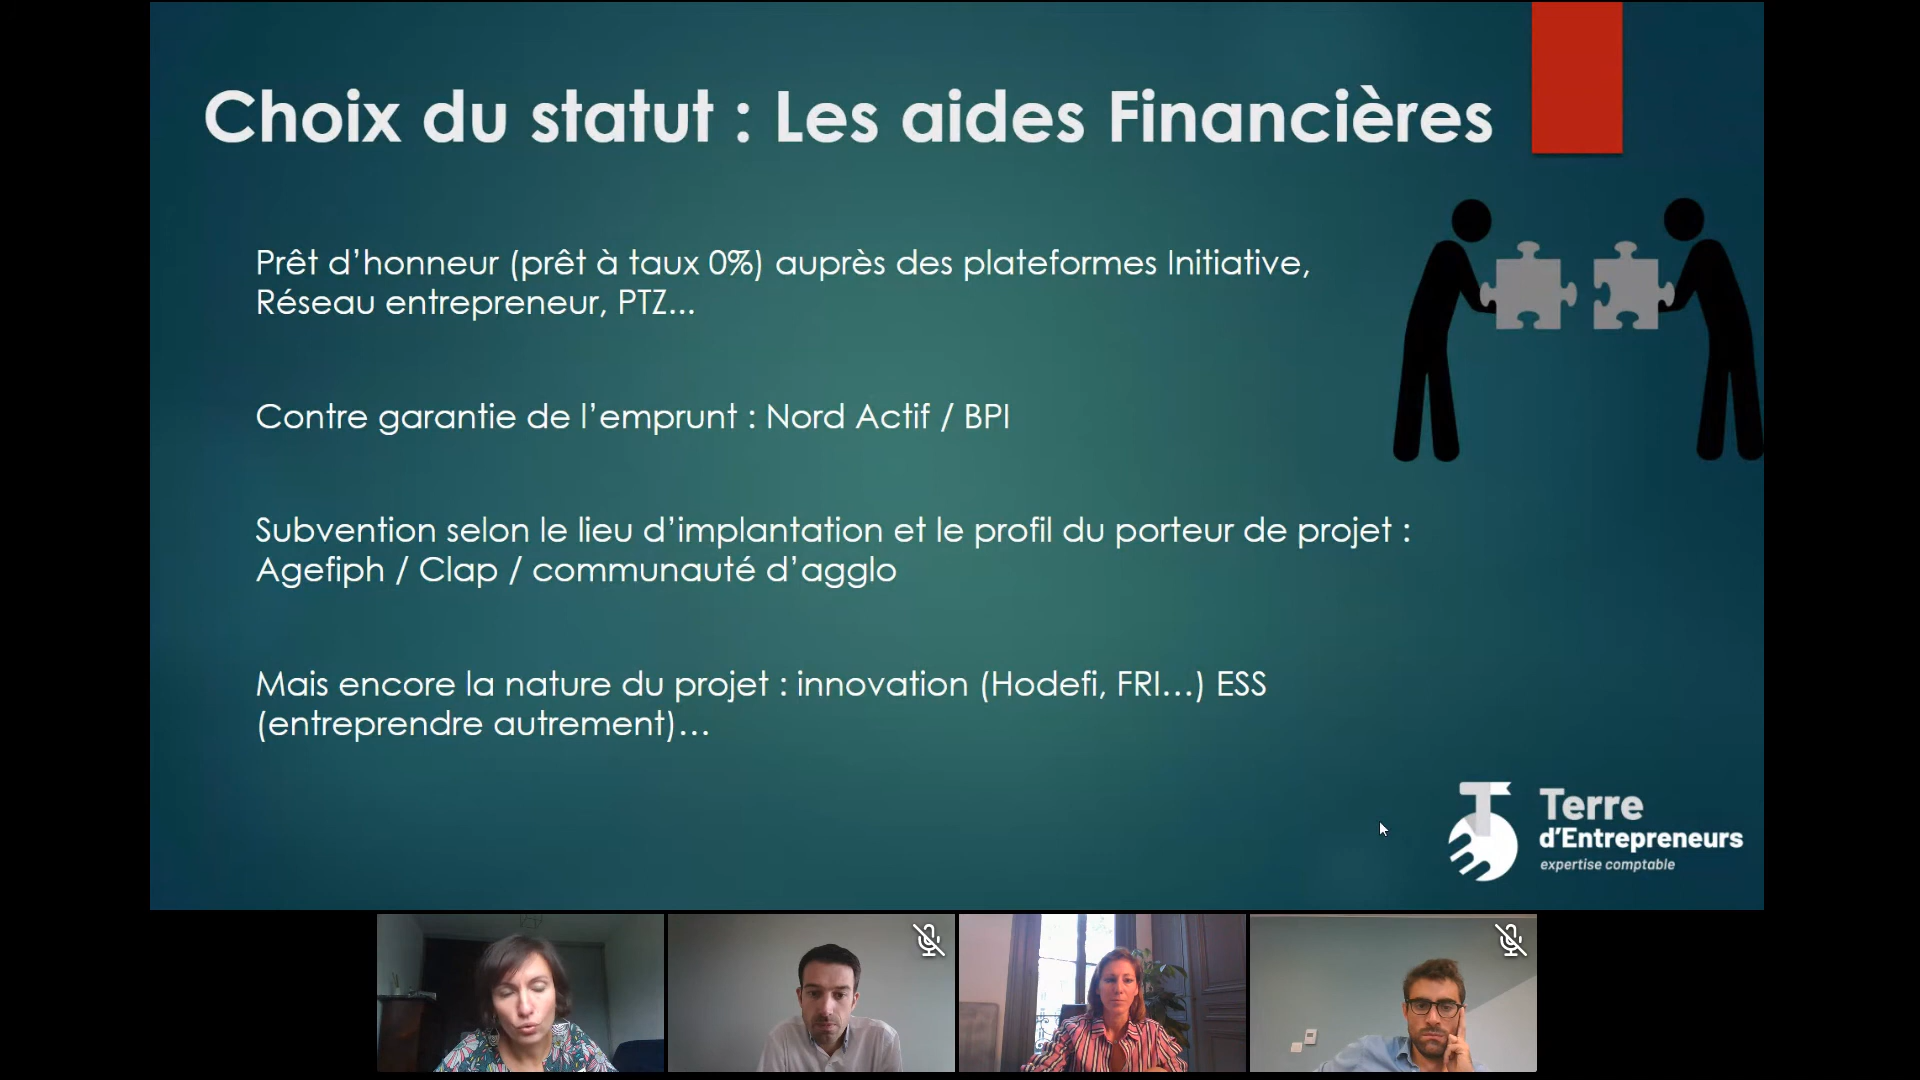 Choix du statut : Les aides Financières
Prêt d’honneur (prêt à taux 0%) auprès des plateformes Initiative,
Réseau entrepreneur, PTZ...
Contre garantie de l’emprunt : Nord Actif / BPI
Subvention selon le lieu d’implantation et le profil du porteur de projet :
Agefiph / Clap / communauté d’agglo
Mais encore la nature du projet : innovation (Hodefi, FRI…) ESS
(entreprendre autrement)…
Terre
d’Entrepreneurs
expertise comptable